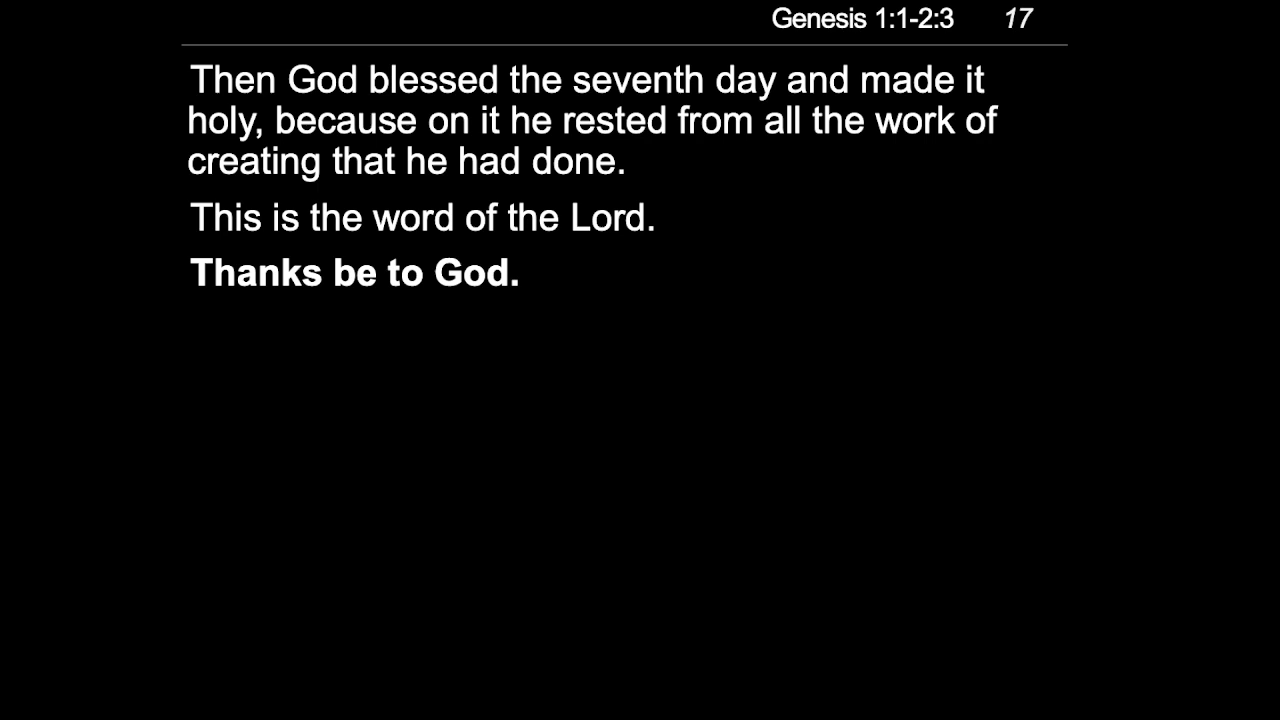 Genesis 1:1-2:3 17
Then God blessed the seventh day and made it
holy, because on it he rested from all the work of
creating that he had done.
This is the word of the Lord.
Thanks be to God.